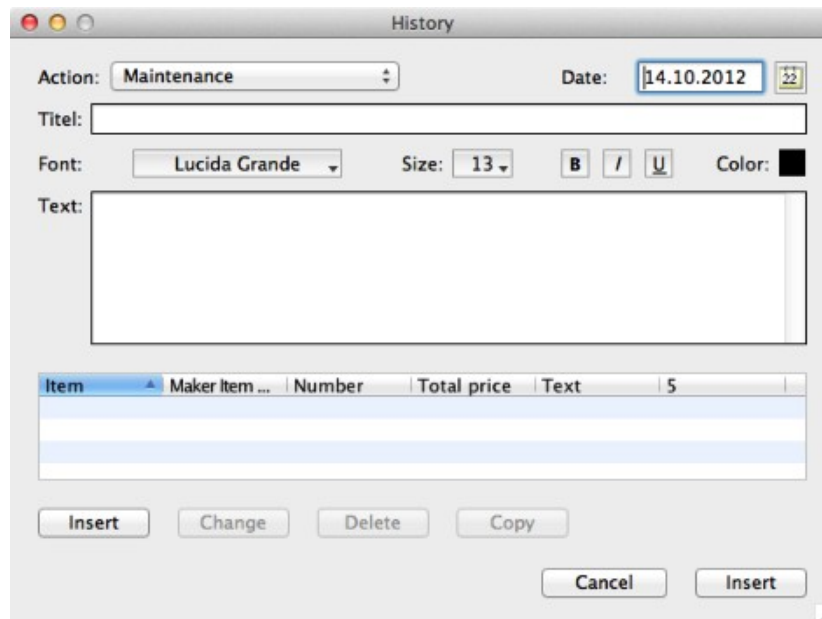 History
Action: Maintenance Date: 14.10.2012 22
Titel:
Font: Lucida Grande Size: 13 B I U Color:
Text:
Item Maker Item ... Number Total price Text 5
Insert Change Delete Copy
Cancel Insert